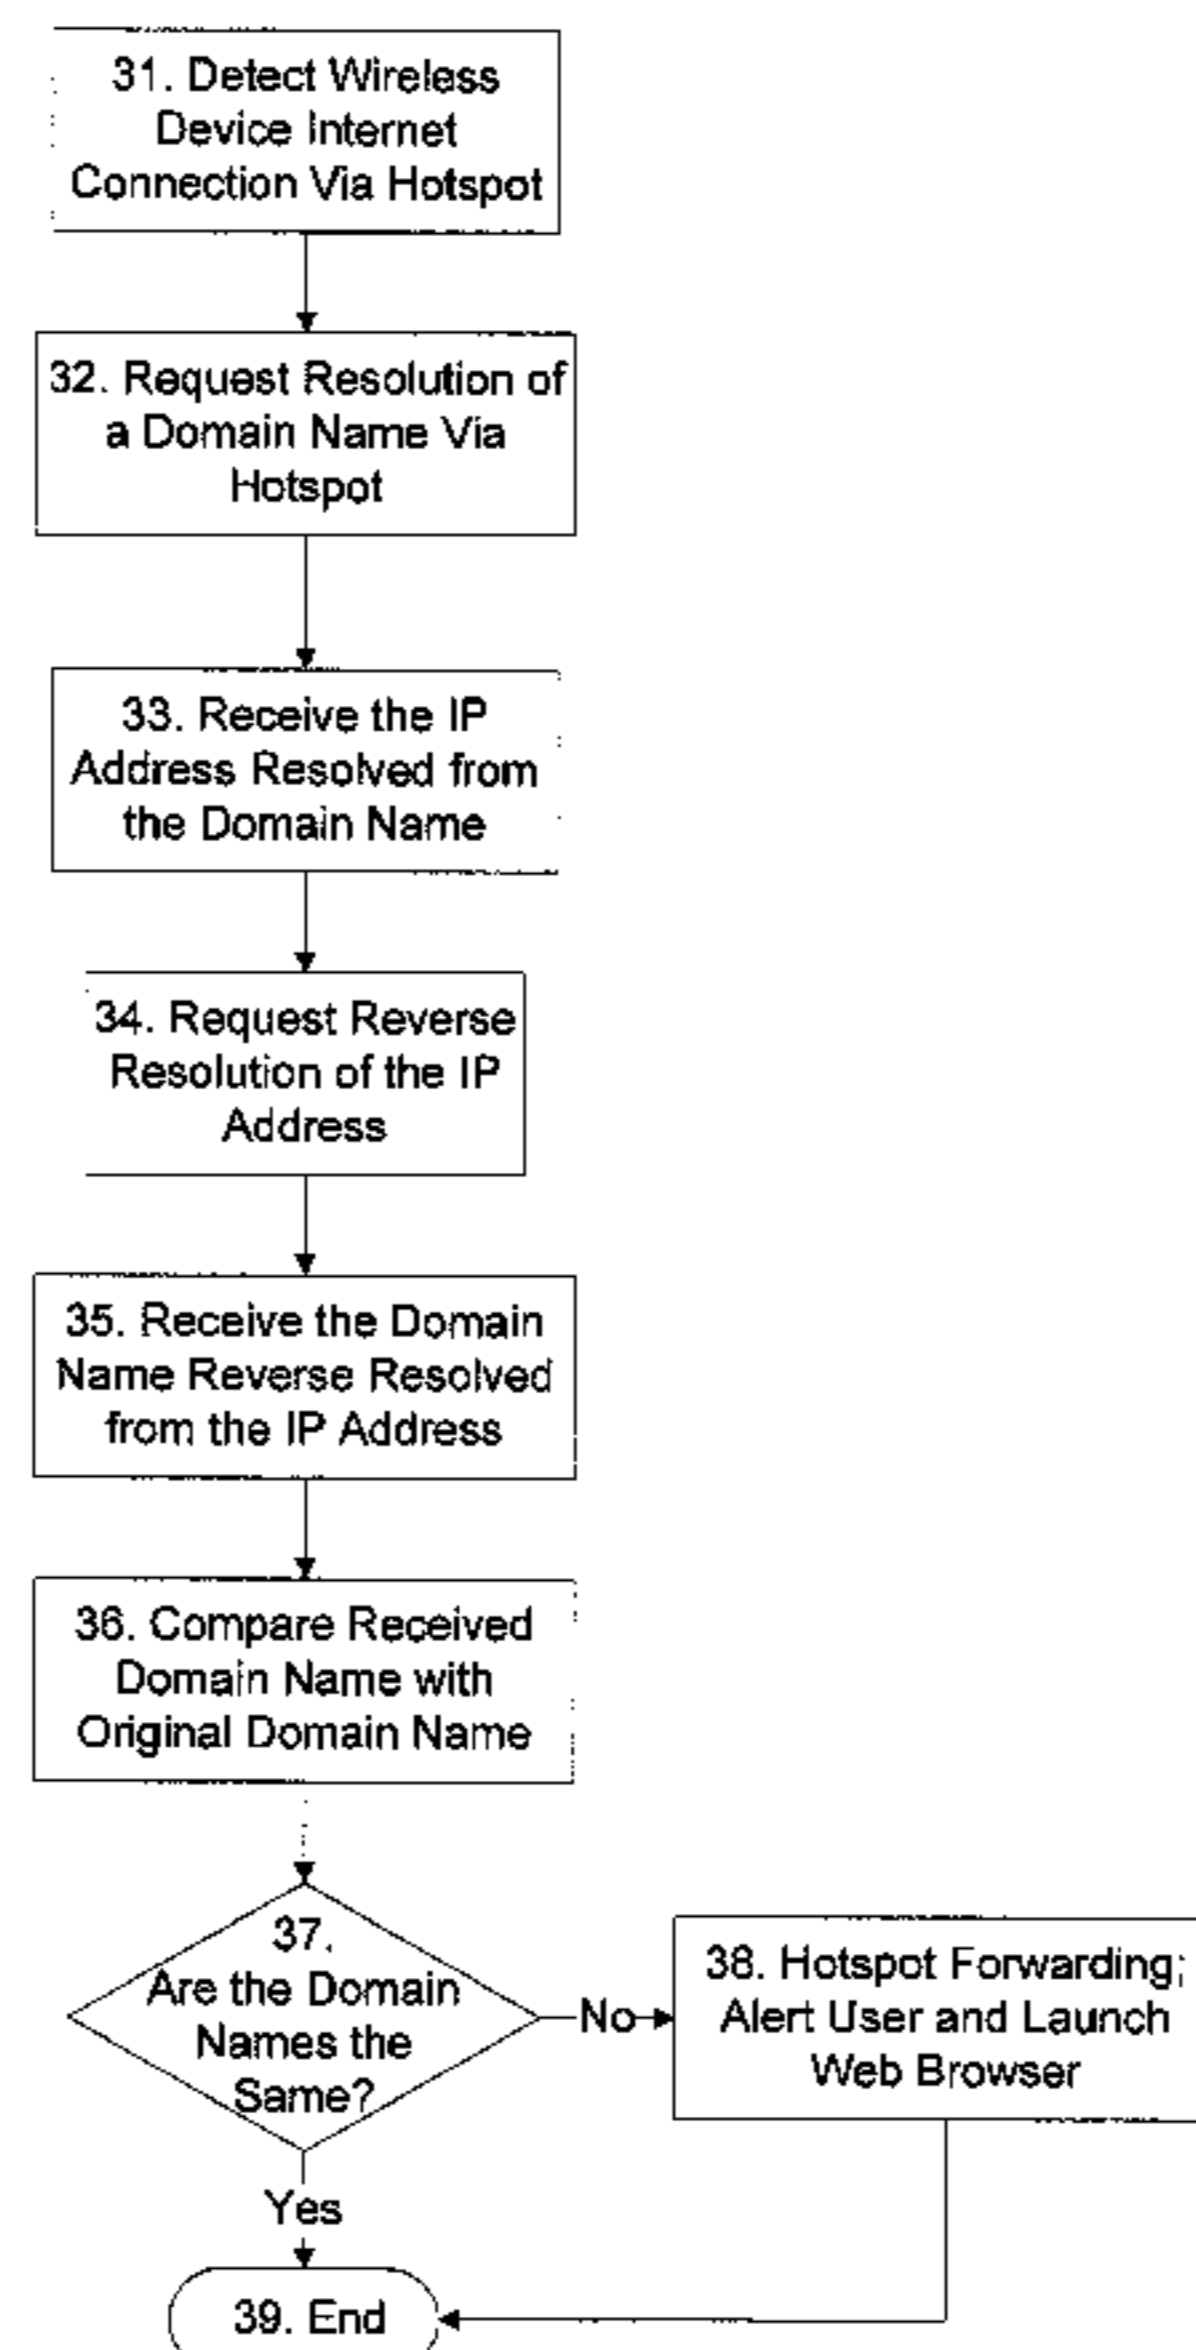 31. Detect Wireless
Device Internet
Connection Via Hotspot
32. Request Resolution of
a Domain Name Via
Hotspot
33. Receive the IP
Address Resolved from
the Domain Name
34. Request Reverse
Resolution of the IP
Address
35. Receive the Domain
Name Reverse Resolved
from the IP Address
36. Compare Received
Domain Name with
Original Domain Name
37.
Are the Domain
Names the
Same?
No
38. Hotspot Forwarding;
Alert User and Launch
Web Browser
Yes
39. End